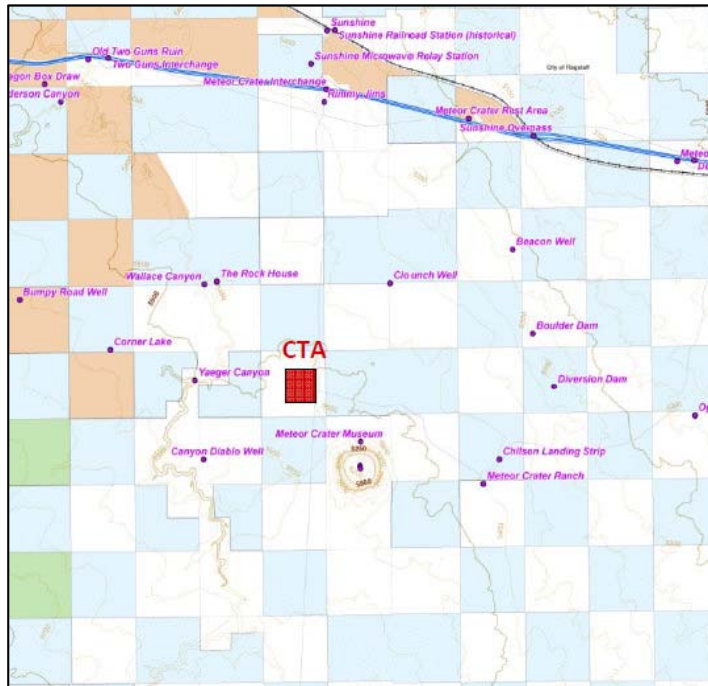 Sunshine
Sunshine Railroad Station (historical)
Old Two Guns Ruin
Two Guns Interchange
Sunshine Microwave Relay Station
City of Flagstaff
agon Box Draw
Meteor Crater Interchange
derson Canyon
Rimmy Jims
Meteor Crater Rest Area
Sunshine Overpass
Meteo
De
Beacon Well
Wallace Canyon
The Rock House
Clounch Well
Bumpy Road Well
Boulder Dam
Corner Lake
CTA
Yaeger Canyon
Diversion Dam
Op
Meteor Crater Museum
Canyon Diablo Well
Chilson Landing Strip
Meteor Crater Ranch